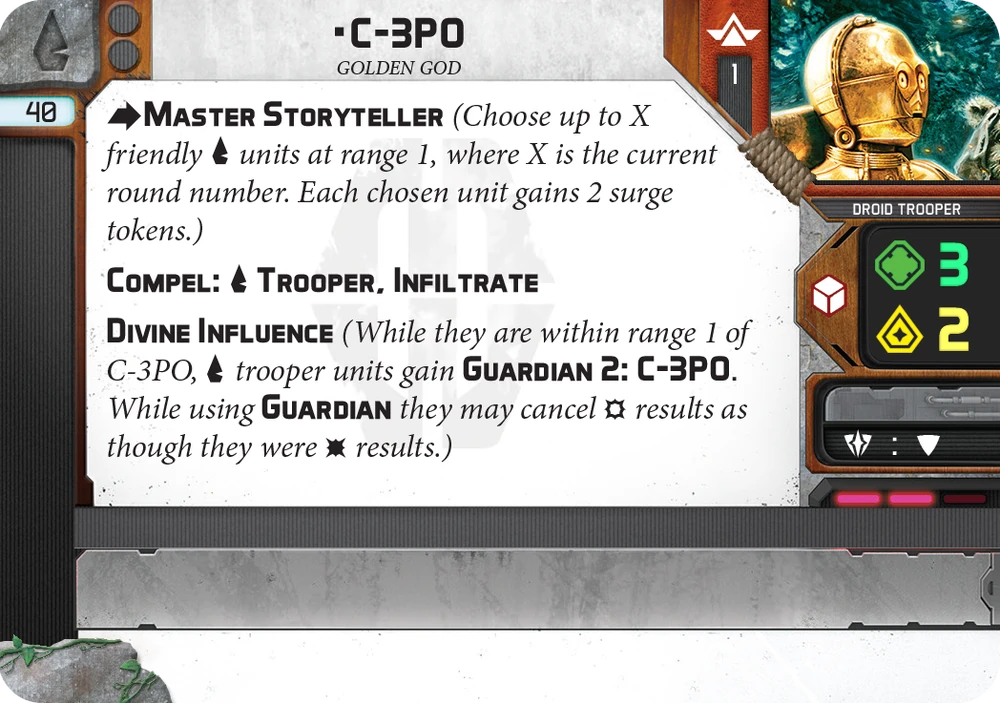 •C-3PO
GOLDEN GOD
1
40
Master Storyteller (Choose up to X
friendly units at range 1, where X is the current
round number. Each chosen unit gains 2 surge
tokens.)
Compel: Trooper, Infiltrate
Divine Influence (While they are within range 1 of
C-3PO, trooper units gain Guardian 2: C-3PO.
While using Guardian they may cancel results as
though they were results.)
DROID TROOPER
3
2
: